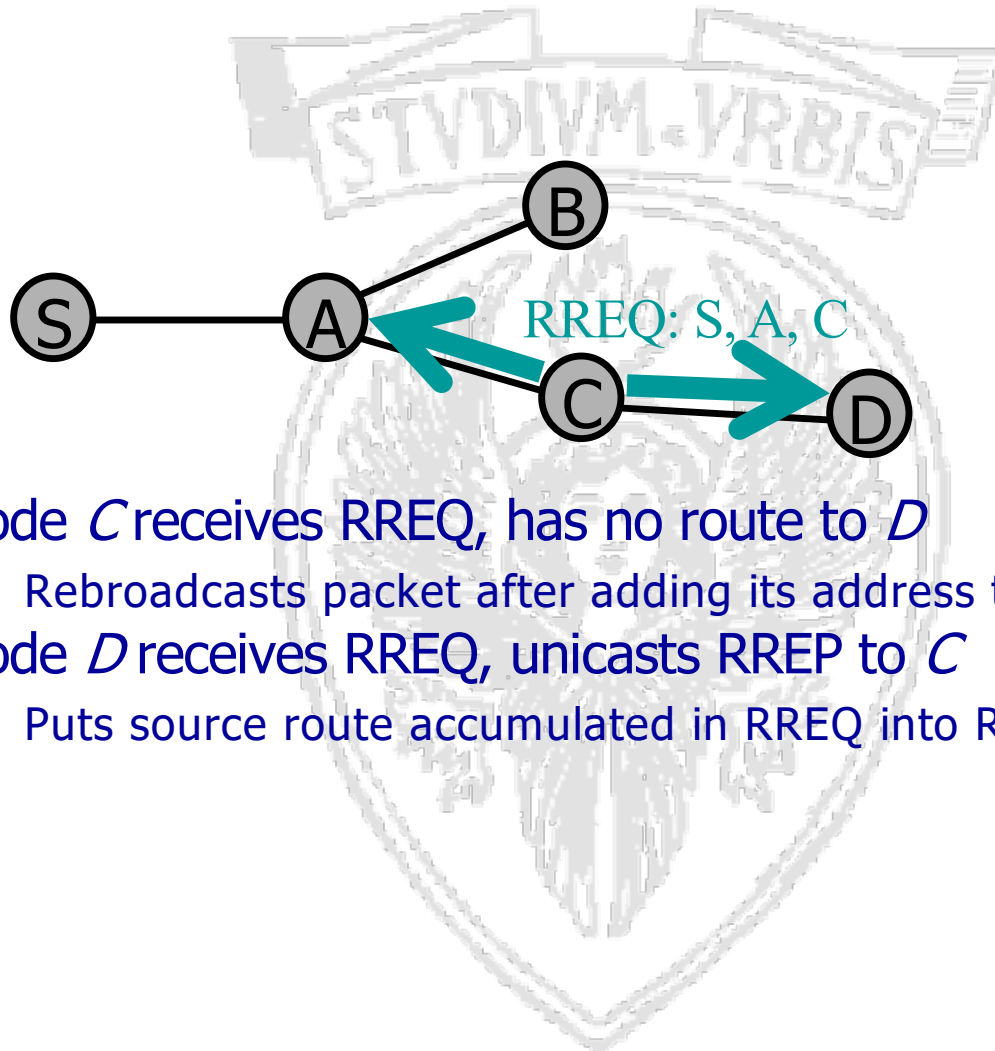 STVDIVM·VRBIS
B
S
A
RREQ: S, A, C
C
D
ode C receives RREQ, has no route to D
Rebroadcasts packet after adding its address
ode D receives RREQ, unicasts RREP to C
Puts source route accumulated in RREQ into